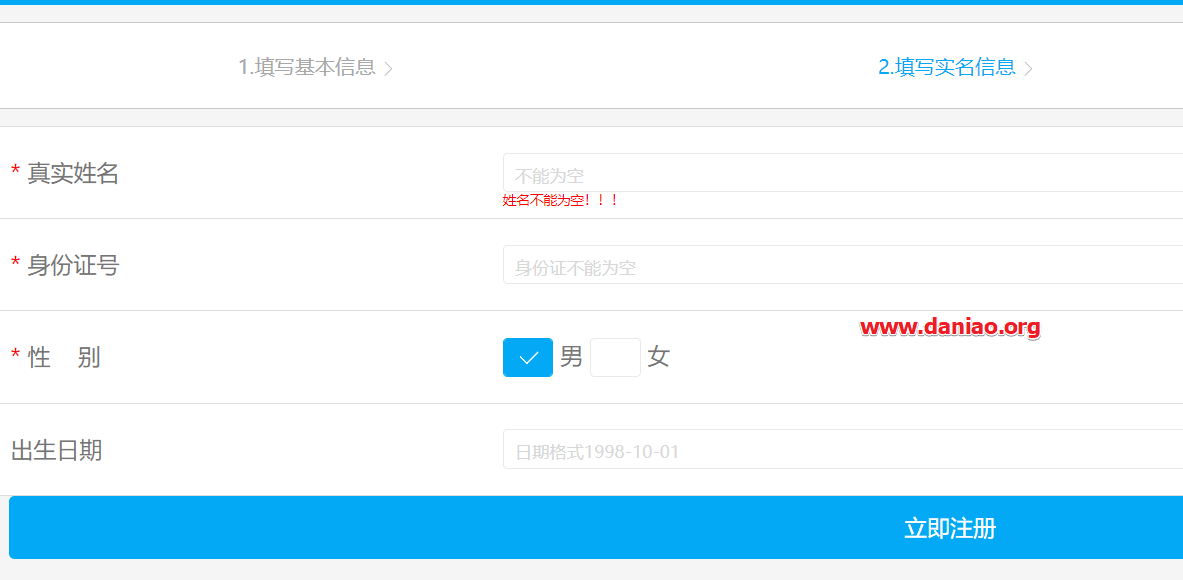 1.填写基本信息
2.填写实名信息
* 真实姓名
不能为空
姓名不能为空！！！
* 身份证号
身份证不能为空
www.daniao.org
* 性 别
男 女
出生日期
日期格式1998-10-01
立即注册